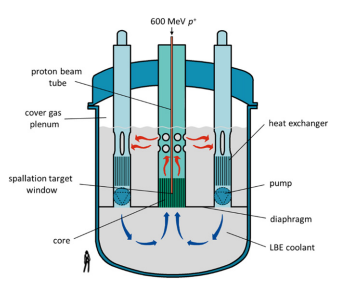 600 MeV p⁺
proton beam
tube
cover gas
plenum
heat exchanger
spallation target
window
pump
diaphragm
core
LBE coolant